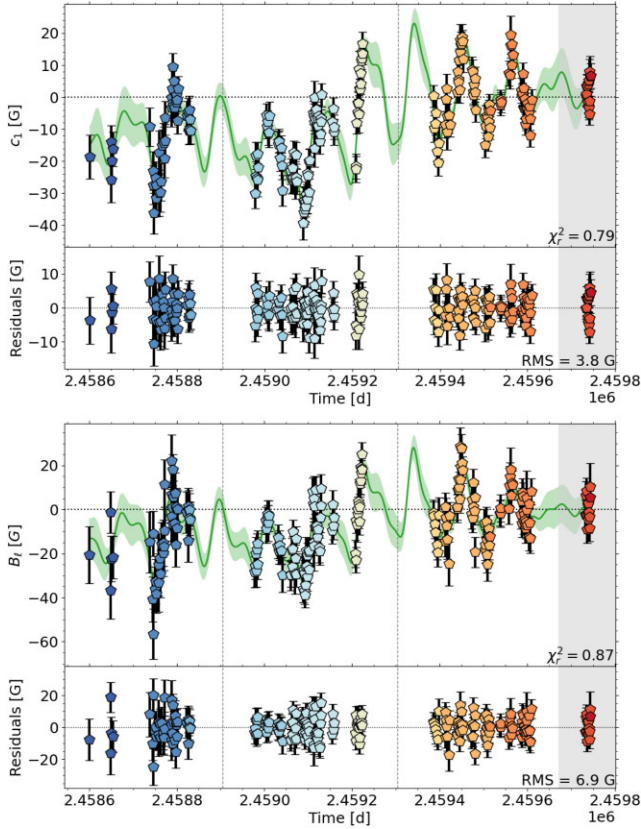 20
10
0
−10
−20
−30
−40
c₁ [G]
χᵣ² = 0.79
10
0
−10
Residuals [G]
RMS = 3.8 G
2.4586 2.4588 2.4590 2.4592 2.4594 2.4596 2.4598
Time [d] 1e6
20
0
−20
−40
−60
Bℓ [G]
χᵣ² = 0.87
20
0
−20
Residuals [G]
RMS = 6.9 G
2.4586 2.4588 2.4590 2.4592 2.4594 2.4596 2.4598
Time [d] 1e6